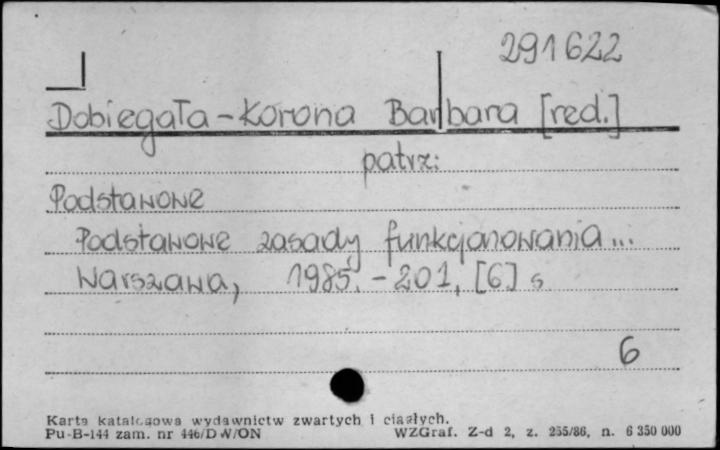 291622
Dobiegała-Korona Barbara [red.]
patrz:
Podstawowe
Podstawowe zasady funkcjonowania...
Warszawa, 1985. - 201, [6] s
6
Karta katalogowa wydawnictw zwartych i ciągłych.
Pu-B-144 zam. nr 446/DW/ON WZGraf. Z-d 2, z. 255/86, n. 6 350 000